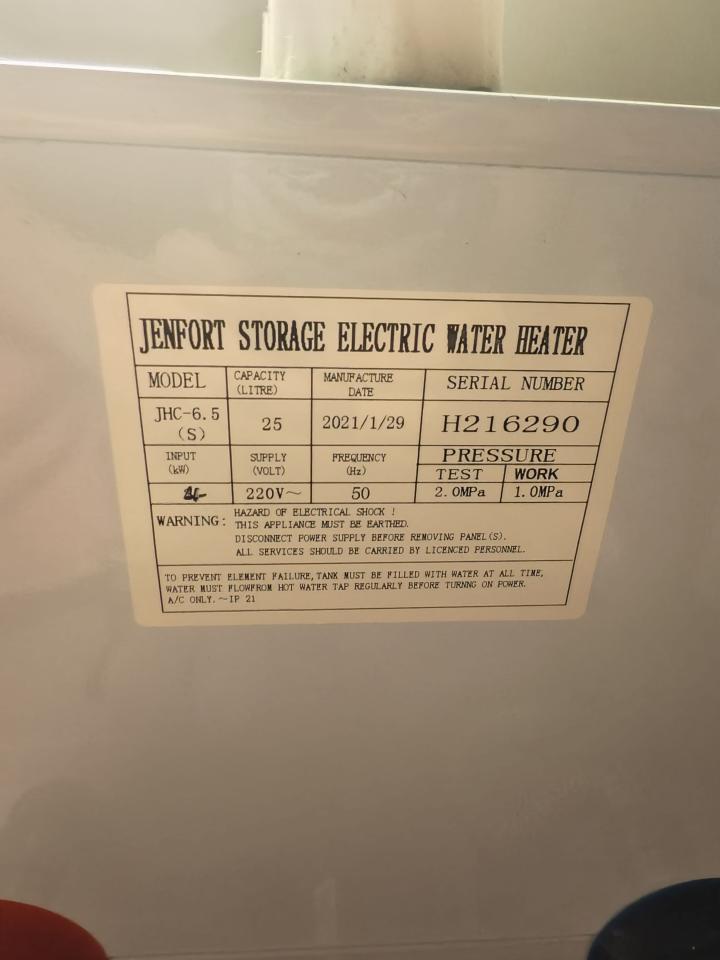 JENFORT STORAGE ELECTRIC WATER HEATER
MODEL
CAPACITY
(LITRE)
MANUFACTURE
DATE
SERIAL NUMBER
JHC-6.5
(S)
25
2021/1/29
H216290
INPUT
(kW)
SUPPLY
(VOLT)
FREQUENCY
(Hz)
PRESSURE
TEST
WORK
220V~
50
2.0MPa
1.0MPa
WARNING:
HAZARD OF ELECTRICAL SHOCK !
THIS APPLIANCE MUST BE EARTHED.
DISCONNECT POWER SUPPLY BEFORE REMOVING PANEL(S).
ALL SERVICES SHOULD BE CARRIED BY LICENCED PERSONNEL.
TO PREVENT ELEMENT FAILURE, TANK MUST BE FILLED WITH WATER AT ALL TIME,
WATER MUST FLOWFROM HOT WATER TAP REGULARLY BEFORE TURNNG ON POWER.
A/C ONLY.~IP 21